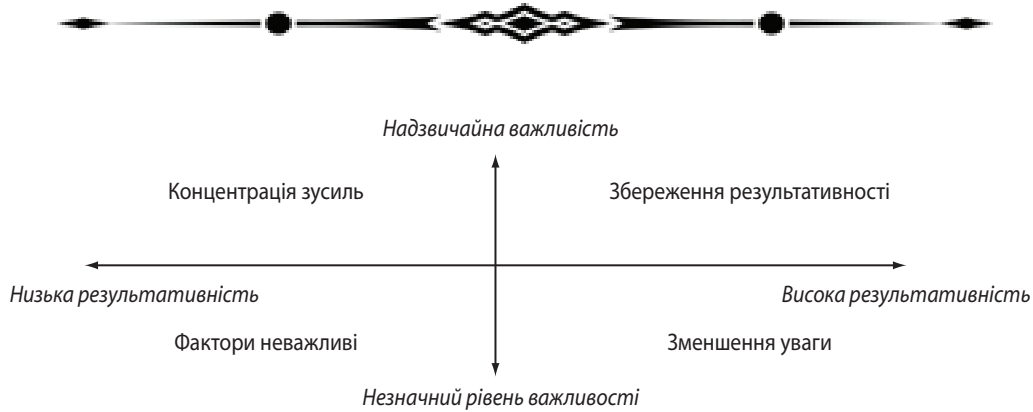 Надзвичайна важливість
Концентрація зусиль
Збереження результативності
Низька результативність
Висока результативність
Фактори неважливі
Зменшення уваги
Незначний рівень важливості